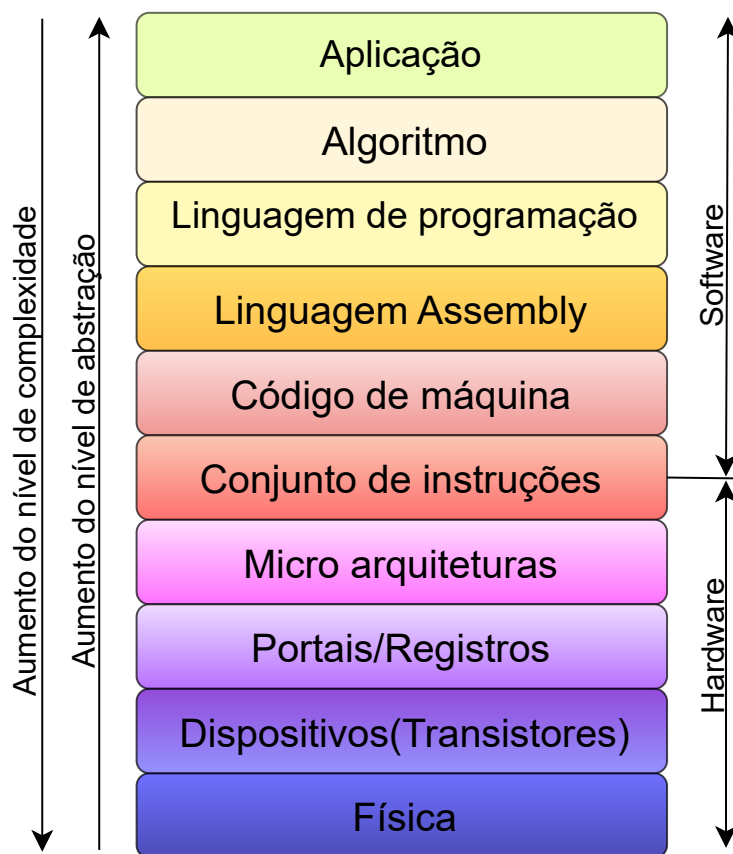 Aplicação
Algoritmo
Linguagem de programação
Linguagem Assembly
Código de máquina
Conjunto de instruções
Micro arquiteturas
Portais/Registros
Dispositivos(Transistores)
Física
Aumento do nível de complexidade
Aumento do nível de abstração
Software
Hardware